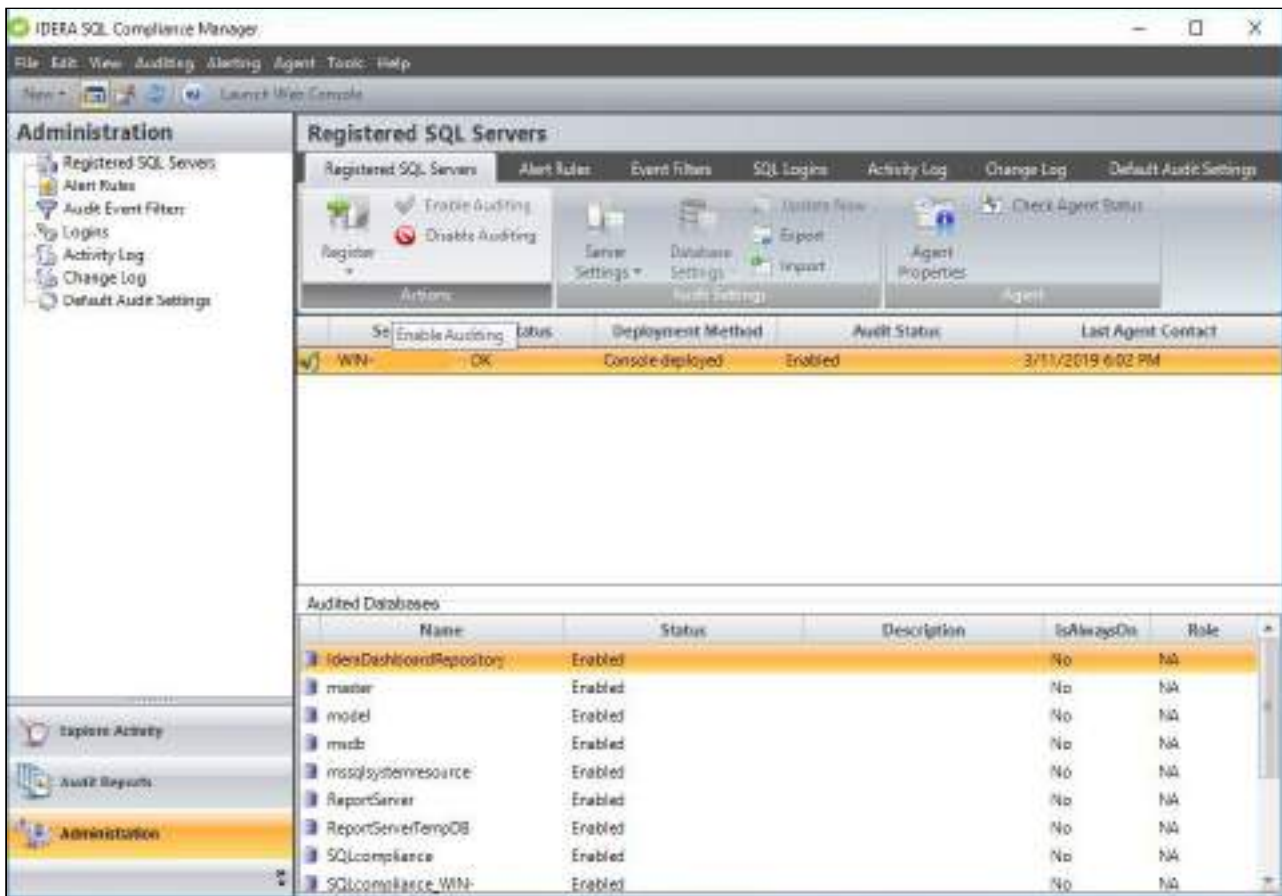 IDERA SQL Compliance Manager
File Edit View Auditing Alerting Agent Tools Help
New Launch Web Console
Administration
Registered SQL Servers
Alert Rules
Audit Event Filters
Logins
Activity Log
Change Log
Default Audit Settings
Explore Activity
Audit Reports
Administration
Registered SQL Servers
Registered SQL Servers Alert Rules Event Filters SQL Logins Activity Log Change Log Default Audit Settings
Register
Enable Auditing
Disable Auditing
Actions
Server Settings
Database Settings
Update Now
Export
Import
Audit Settings
Agent Properties
Check Agent Status
Agent
Se Enable Auditing tatus Deployment Method Audit Status Last Agent Contact
WIN- OK Console deployed Enabled 3/11/2019 6:02 PM
Audited Databases
Name Status Description IsAlwaysOn Role
IderaDashboardRepository Enabled No NA
master Enabled No NA
model Enabled No NA
msdb Enabled No NA
mssqlsystemresource Enabled No NA
ReportServer Enabled No NA
ReportServerTempDB Enabled No NA
SQLcompliance Enabled No NA
SQLcompliance_WIN- Enabled No NA